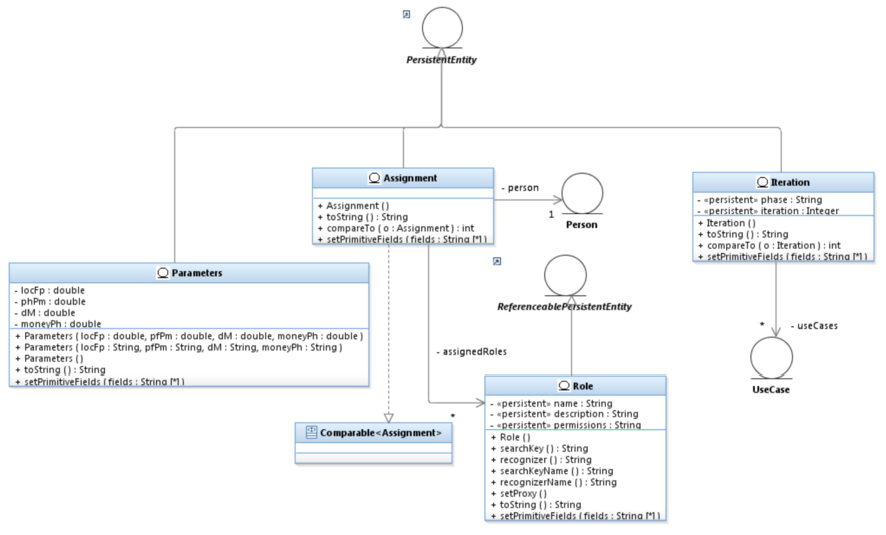 PersistentEntity
Assignment
+ Assignment ()
+ toString () : String
+ compareTo ( o : Assignment ) : int
+ setPrimitiveFields ( fields : String [*] )
- person
1
Person
Iteration
- «persistent» phase : String
- «persistent» iteration : Integer
+ Iteration ()
+ toString () : String
+ compareTo ( o : Iteration ) : int
+ setPrimitiveFields ( fields : String [*] )
Parameters
- locFp : double
- phPm : double
- dM : double
- moneyPh : double
+ Parameters ( locFp : double, pfPm : double, dM : double, moneyPh : double )
+ Parameters ( locFp : String, pfPm : String, dM : String, moneyPh : String )
+ Parameters ()
+ toString () : String
+ setPrimitiveFields ( fields : String [*] )
ReferenceablePersistentEntity
* - useCases
UseCase
- assignedRoles
*
Role
- «persistent» name : String
- «persistent» description : String
- «persistent» permissions : String
+ Role ()
+ searchKey () : String
+ recognizer () : String
+ searchKeyName () : String
+ recognizerName () : String
+ setProxy ()
+ toString () : String
+ setPrimitiveFields ( fields : String [*] )
Comparable<Assignment>